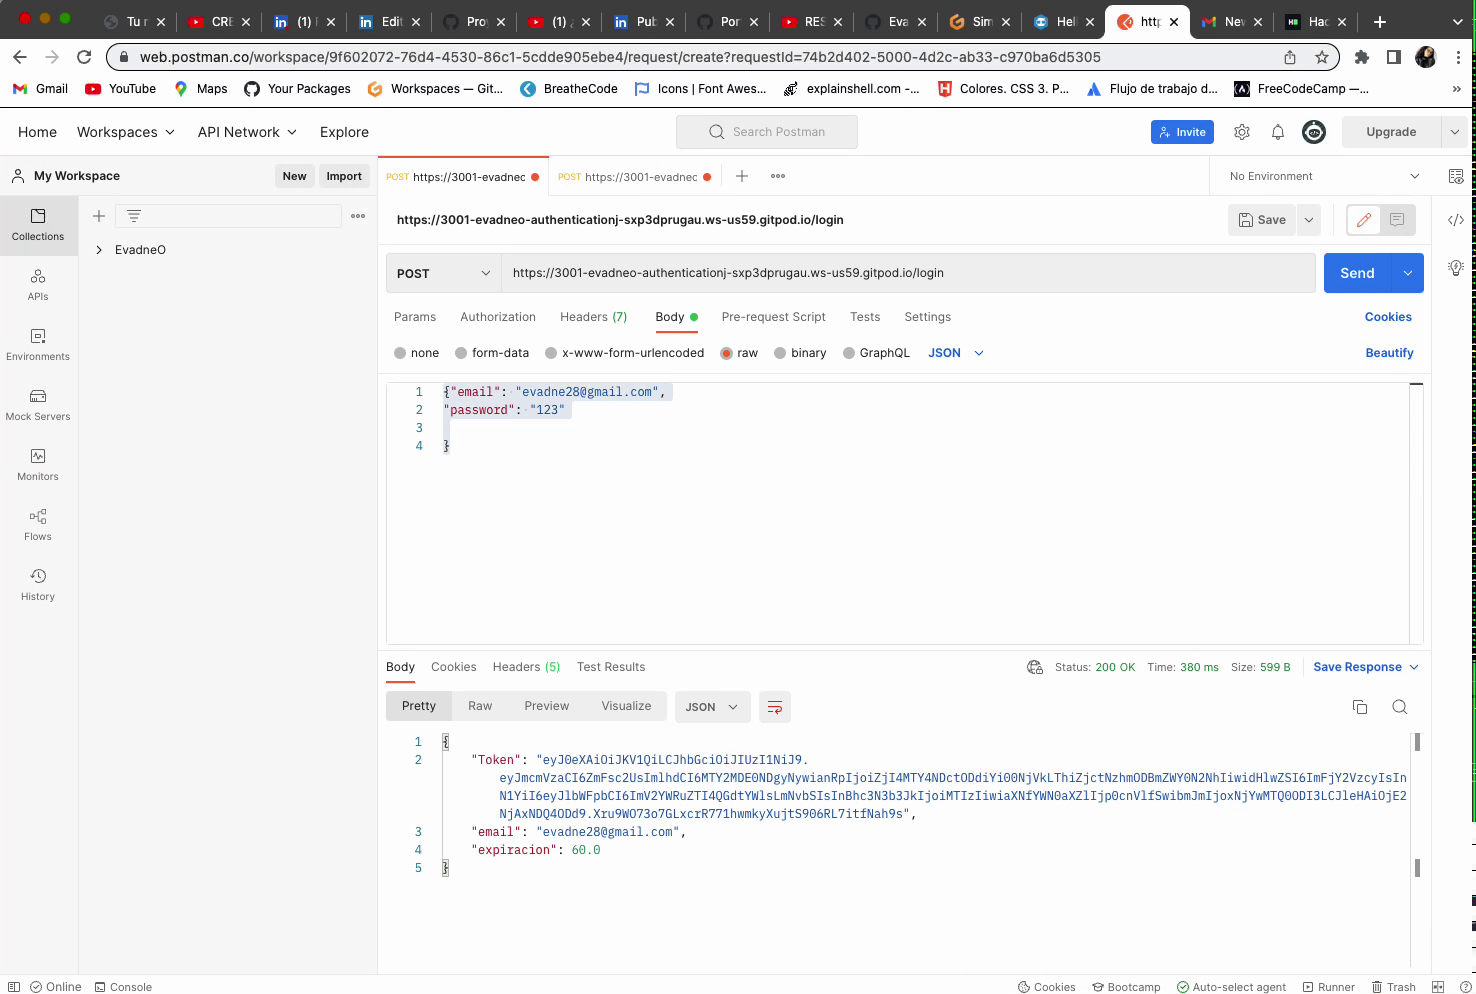 Tu r
CRE
(1) F
Edit
Pro
(1)
Pub
Por
RES
Eva
Sim
Hell
http
New
Hac
web.postman.co/workspace/9f602072-76d4-4530-86c1-5cdde905ebe4/request/create?requestId=74b2d402-5000-4d2c-ab33-c970ba6d5305
Gmail
YouTube
Maps
Your Packages
Workspaces — Git...
BreatheCode
Icons | Font Awes...
explainshell.com -...
Colores. CSS 3. P...
Flujo de trabajo d...
FreeCodeCamp —...
»
Home
Workspaces
API Network
Explore
Search Postman
Invite
Upgrade
My Workspace
New
Import
POST https://3001-evadnec
POST https://3001-evadnec
No Environment
Collections
EvadneO
APIs
Environments
Mock Servers
Monitors
Flows
History
https://3001-evadneo-authenticationj-sxp3dprugau.ws-us59.gitpod.io/login
Save
</>
POST
https://3001-evadneo-authenticationj-sxp3dprugau.ws-us59.gitpod.io/login
Send
Params
Authorization
Headers (7)
Body
Pre-request Script
Tests
Settings
Cookies
none
form-data
x-www-form-urlencoded
raw
binary
GraphQL
JSON
Beautify
1 {"email": "evadne28@gmail.com",
2 "password": "123"
3
4 }
Body
Cookies
Headers (5)
Test Results
Status: 200 OK
Time: 380 ms
Size: 599 B
Save Response
Pretty
Raw
Preview
Visualize
JSON
1 {
2 "Token": "eyJ0eXAiOiJKV1QiLCJhbGciOiJIUzI1NiJ9.
eyJmcmVzaCI6ZmFsc2UsImlhdCI6MTY2MDE0NDgyNywianRpIjoiZjI4MTY4NDctODdiYi00NjVkLThiZjctNzhmODBmZWY0N2NhIiwidHlwZSI6ImFjY2VzcyIsIn
N1YiI6eyJlbWFpbCI6ImV2YWRuZTI4QGdtYWlsLmNvbSIsInBhc3N3b3JkIjoiMTIzIiwiaXNfYWN0aXZlIjp0cnVlfSwibmJmIjoxNjYwMTQ0ODI3LCJleHAiOjE2
NjAxNDQ4ODd9.Xru9WO73o7GLxcrR771hwmkyXujtS906RL7itfNah9s",
3 "email": "evadne28@gmail.com",
4 "expiracion": 60.0
5 }
Online
Console
Cookies
Bootcamp
Auto-select agent
Runner
Trash